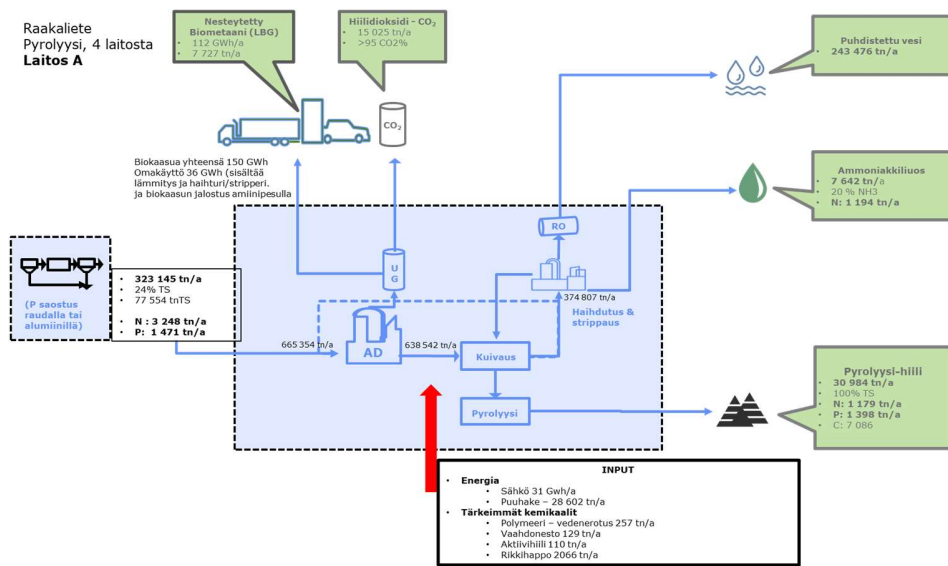 Raakaliete
Pyrolyysi, 4 laitosta
Laitos A
Nesteytetty
Biometaani (LBG)
• 112 GWh/a
• 7 727 tn/a
Hiilidioksidi - CO2
• 15 025 tn/a
• >95 CO2%
Puhdistettu vesi
• 243 476 tn/a
CO2
Biokaasua yhteensä 150 GWh
Omakäyttö 36 GWh (sisältää
lämmitys ja haihturi/stripperi.
ja biokaasun jalostus amiinipesulla
Ammoniakkiliuos
• 7 642 tn/a
• 20 % NH3
• N: 1 194 tn/a
RO
U
G
(P saostus
raudalla tai
alumiinillä)
• 323 145 tn/a
• 24% TS
• 77 554 tnTS
• N : 3 248 tn/a
• P: 1 471 tn/a
374 807 tn/a
Haihdutus &
strippaus
665 354 tn/a
AD
638 542 tn/a
Kuivaus
Pyrolyysi
Pyrolyysi-hiili
• 30 984 tn/a
• 100% TS
• N: 1 179 tn/a
• P: 1 398 tn/a
• C: 7 086
INPUT
• Energia
• Sähkö 31 Gwh/a
• Puuhake – 28 602 tn/a
• Tärkeimmät kemikaalit
• Polymeeri – vedenerotus 257 tn/a
• Vaahdonesto 129 tn/a
• Aktiivihiili 110 tn/a
• Rikkihappo 2066 tn/a